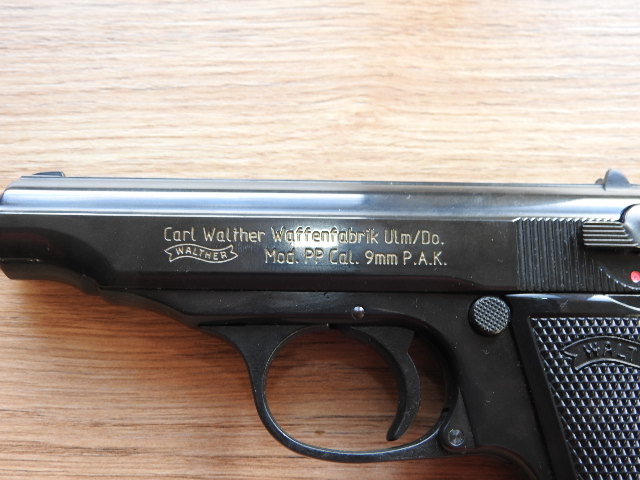 Carl Walther Waffenfabrik Ulm/Do.
WALTHER
Mod. PP Cal. 9mm P.A.K.